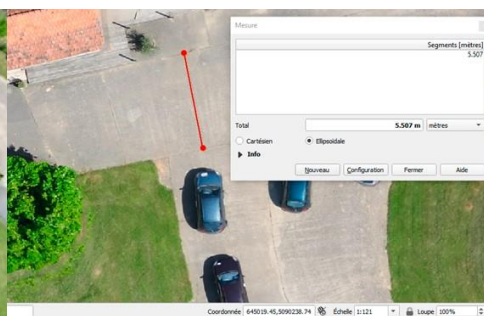 Mesure
Segments [mètres]
5.507
Total
5.507 m
mètres
Cartésien
Ellipsoïdale
Info
Nouveau
Configuration
Fermer
Aide
Coordonnée 645019.45,5090238.74 Échelle 1:121 Loupe 100%